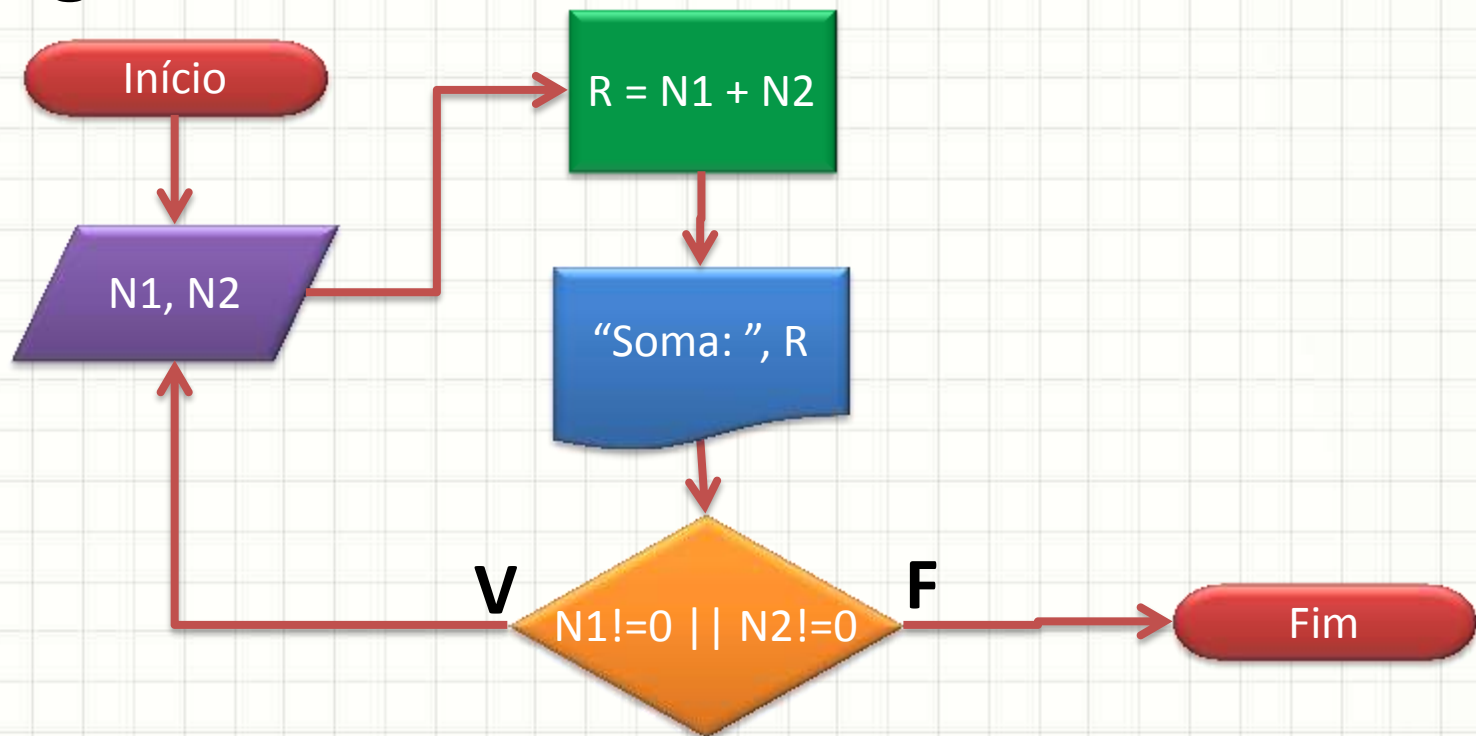 Início
R = N1 + N2
N1, N2
“Soma: ”, R
V
F
N1!=0 || N2!=0
Fim